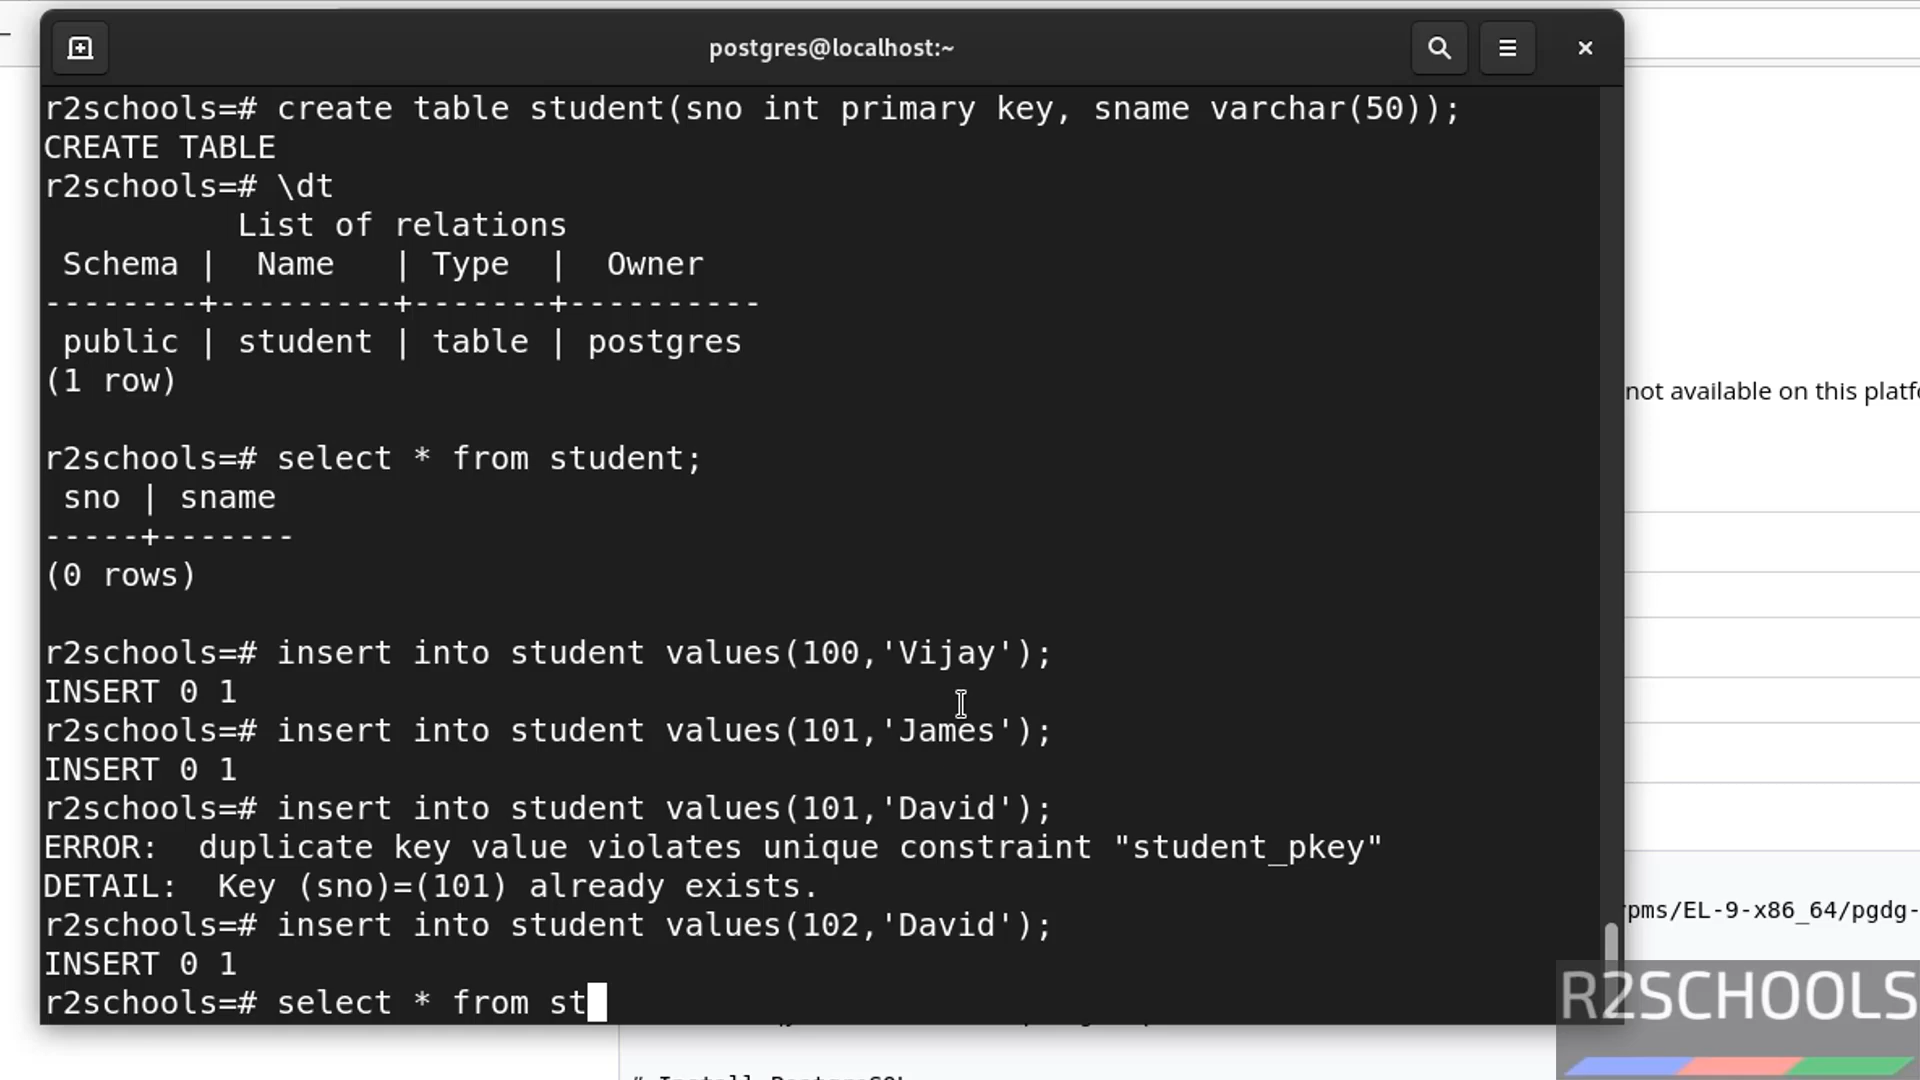 postgres@localhost:~
r2schools=# create table student(sno int primary key, sname varchar(50));
CREATE TABLE
r2schools=# \dt
         List of relations
 Schema |  Name   | Type  |  Owner
--------+---------+-------+----------
 public | student | table | postgres
(1 row)
r2schools=# select * from student;
 sno | sname
-----+-------
(0 rows)
r2schools=# insert into student values(100,'Vijay');
INSERT 0 1
r2schools=# insert into student values(101,'James');
INSERT 0 1
r2schools=# insert into student values(101,'David');
ERROR:  duplicate key value violates unique constraint "student_pkey"
DETAIL:  Key (sno)=(101) already exists.
r2schools=# insert into student values(102,'David');
INSERT 0 1
r2schools=# select * from st
not available on this
rpms/EL-9-x86_64/pgdg-
R2SCHOOLS
# Install PostgreSQL